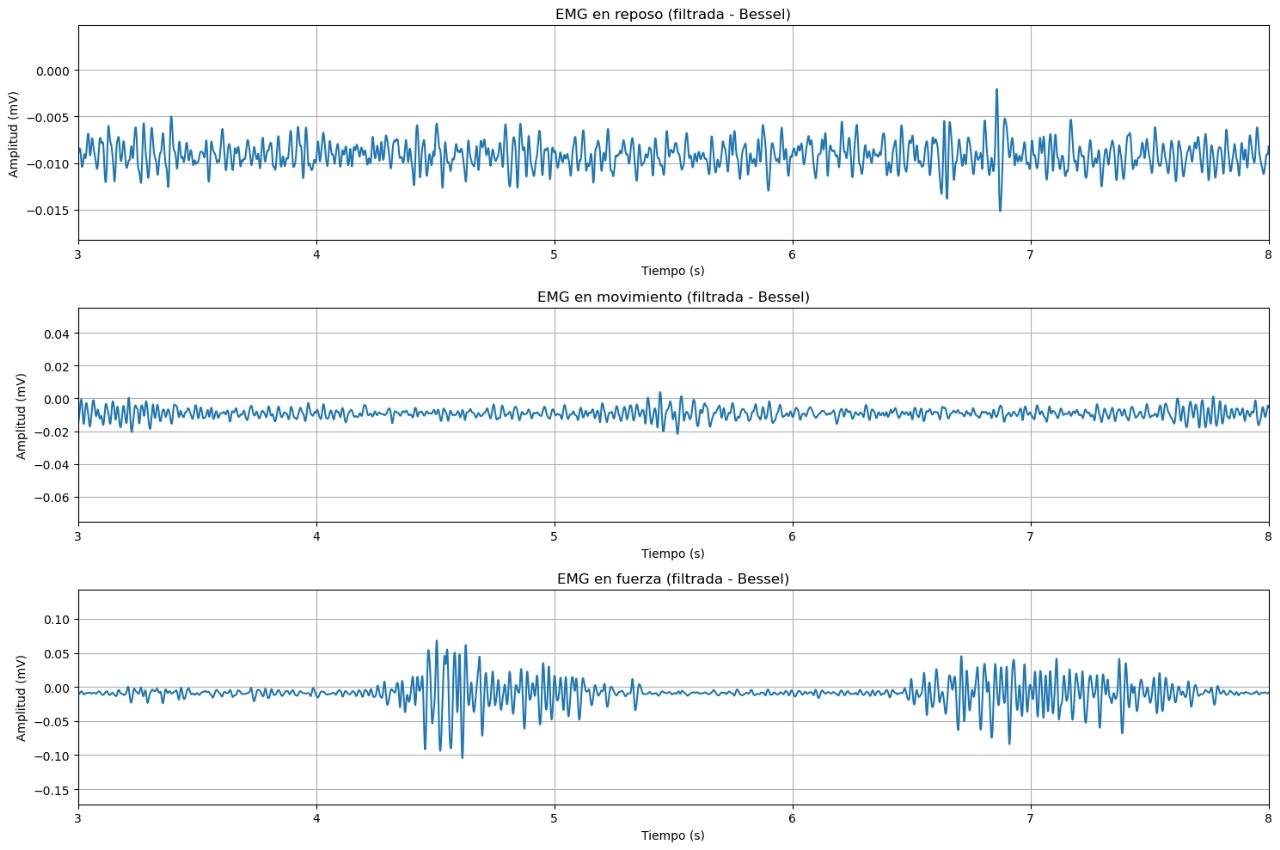 EMG en reposo (filtrada - Bessel)
Amplitud (mV)
0.000
−0.005
−0.010
−0.015
3 4 5 6 7 8
Tiempo (s)
EMG en movimiento (filtrada - Bessel)
Amplitud (mV)
0.04
0.02
0.00
−0.02
−0.04
−0.06
3 4 5 6 7 8
Tiempo (s)
EMG en fuerza (filtrada - Bessel)
Amplitud (mV)
0.10
0.05
0.00
−0.05
−0.10
−0.15
3 4 5 6 7 8
Tiempo (s)